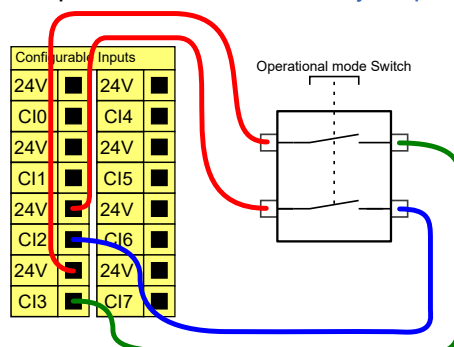 Configurable Inputs
Operational mode Switch
24V 24V
CI0 CI4
24V 24V
CI1 CI5
24V 24V
CI2 CI6
24V 24V
CI3 CI7